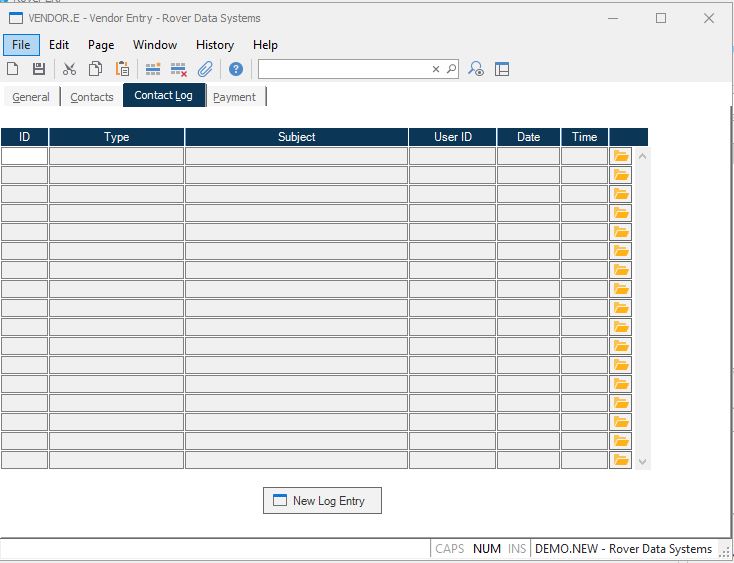 VENDOR.E - Vendor Entry - Rover Data Systems
File Edit Page Window History Help
General Contacts Contact Log Payment
ID Type Subject User ID Date Time
New Log Entry
CAPS NUM INS DEMO.NEW - Rover Data Systems